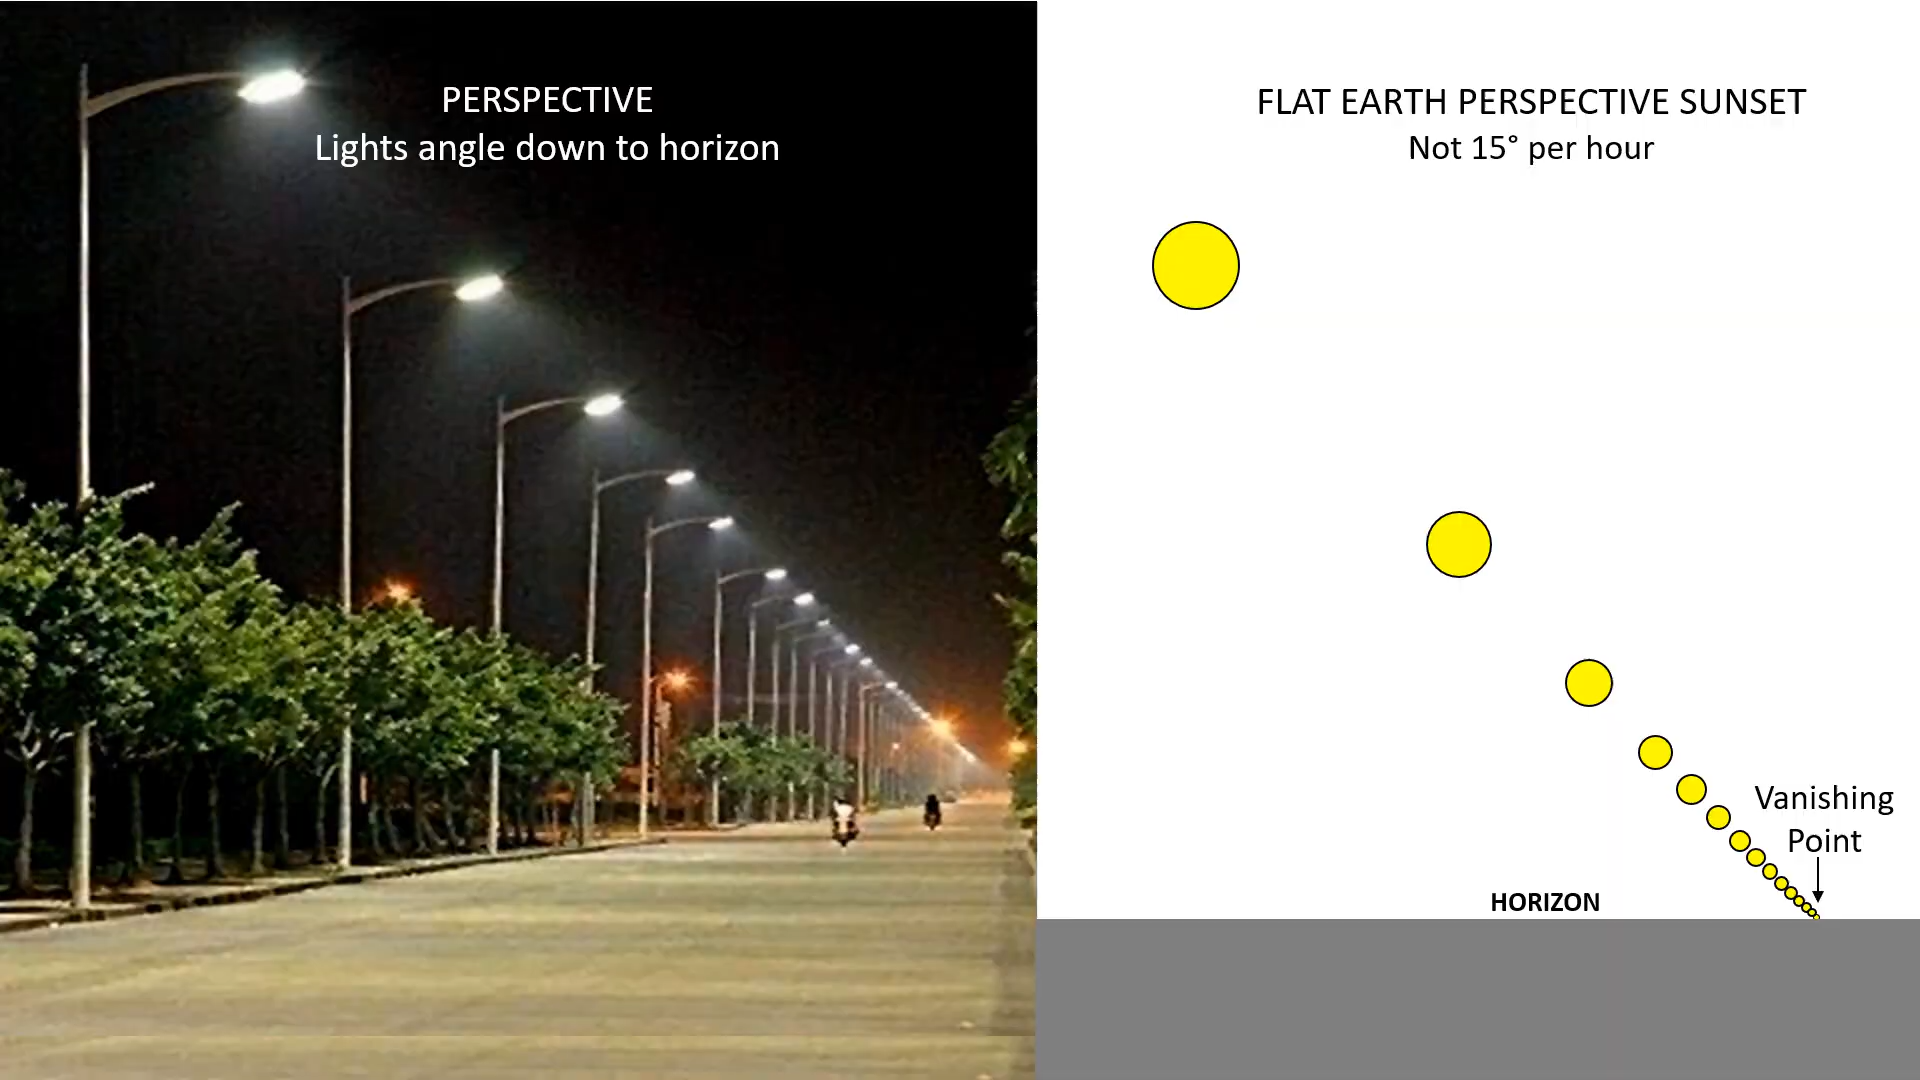 PERSPECTIVE
Lights angle down to horizon
FLAT EARTH PERSPECTIVE SUNSET
Not 15° per hour
Vanishing
Point
HORIZON